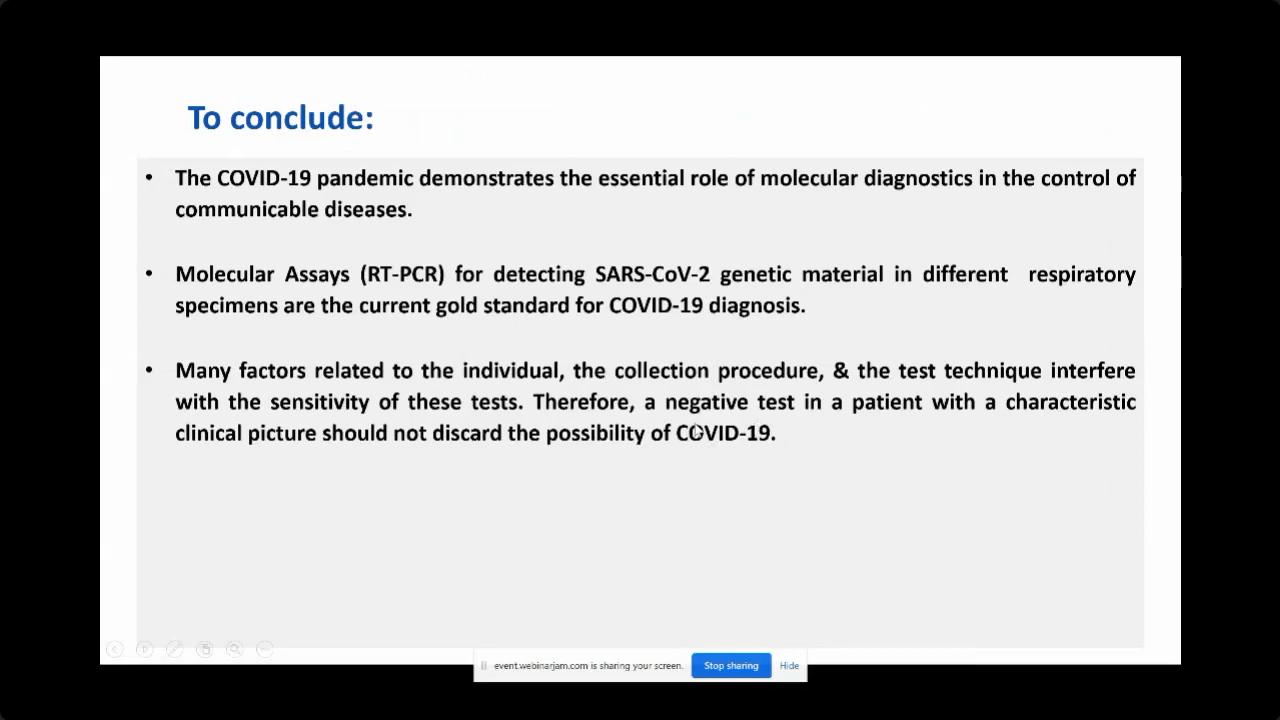 To conclude:
• The COVID-19 pandemic demonstrates the essential role of molecular diagnostics in the control of
communicable diseases.
• Molecular Assays (RT-PCR) for detecting SARS-CoV-2 genetic material in different respiratory
specimens are the current gold standard for COVID-19 diagnosis.
• Many factors related to the individual, the collection procedure, & the test technique interfere
with the sensitivity of these tests. Therefore, a negative test in a patient with a characteristic
clinical picture should not discard the possibility of COVID-19.
event.webinarjam.com is sharing your screen. Stop sharing Hide